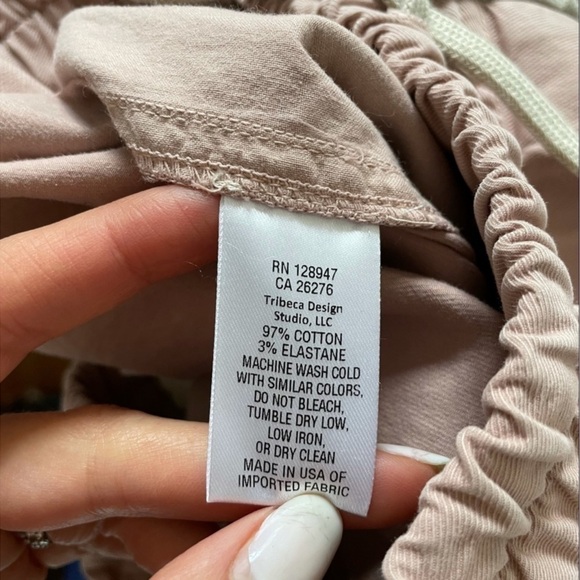 RN 128947
CA 26276
Tribeca Design
Studio, LLC
97% COTTON
3% ELASTANE
MACHINE WASH COLD
WITH SIMILAR COLORS,
DO NOT BLEACH,
TUMBLE DRY LOW,
LOW IRON,
OR DRY CLEAN
MADE IN USA OF
IMPORTED FABRIC